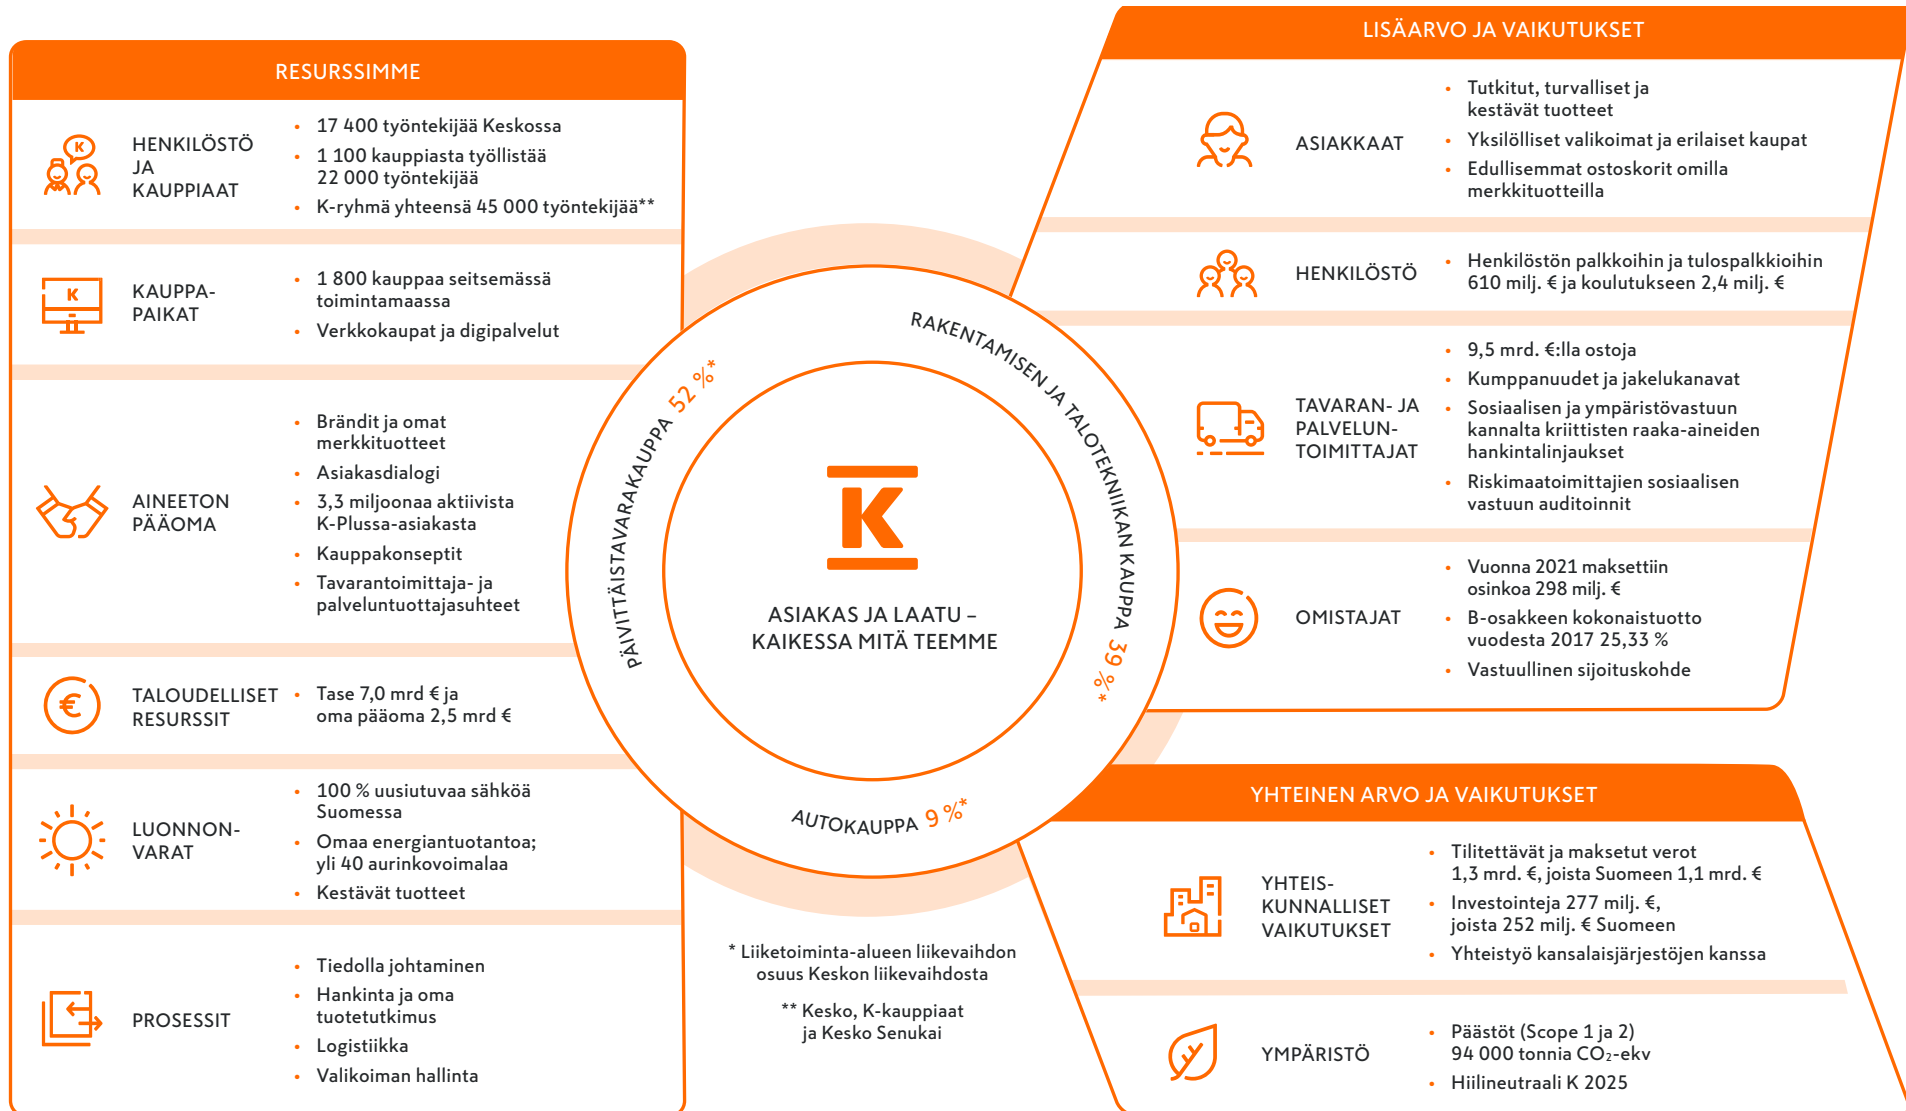 RESURSSIMME
HENKILÖSTÖ
JA
KAUPPIAAT
• 17 400 työntekijää Keskossa
• 1 100 kauppiasta työllistää
22 000 työntekijää
• K-ryhmä yhteensä 45 000 työntekijää**
K
KAUPPA-
PAIKAT
• 1 800 kauppaa seitsemässä
toimintamaassa
• Verkkokaupat ja digipalvelut
K
AINEETON
PÄÄOMA
• Brändit ja omat
merkkituotteet
• Asiakasdialogi
• 3,3 miljoonaa aktiivista
K-Plussa-asiakasta
• Kauppakonseptit
• Tavarantoimittaja- ja
palveluntuottajasuhteet
€
TALOUDELLISET
RESURSSIT
• Tase 7,0 mrd € ja
oma pääoma 2,5 mrd €
LUONNON-
VARAT
• 100 % uusiutuvaa sähköä
Suomessa
• Omaa energiantuotantoa;
yli 40 aurinkovoimalaa
• Kestävät tuotteet
PROSESSIT
• Tiedolla johtaminen
• Hankinta ja oma
tuotetutkimus
• Logistiikka
• Valikoiman hallinta
PÄIVITTÄISTAVARAKAUPPA 52 %*
RAKENTAMISEN JA TALOTEKNIIKAN KAUPPA 39 %*
AUTOKAUPPA 9 %*
K
ASIAKAS JA LAATU –
KAIKESSA MITÄ TEEMME
* Liiketoiminta-alueen liikevaihdon
osuus Keskon liikevaihdosta
** Kesko, K-kauppiaat
ja Kesko Senukai
LISÄARVO JA VAIKUTUKSET
ASIAKKAAT
• Tutkitut, turvalliset ja
kestävät tuotteet
• Yksilölliset valikoimat ja erilaiset kaupat
• Edullisemmat ostoskorit omilla
merkkituotteilla
HENKILÖSTÖ
• Henkilöstön palkkoihin ja tulospalkkioihin
610 milj. € ja koulutukseen 2,4 milj. €
TAVARAN- JA
PALVELUN-
TOIMITTAJAT
• 9,5 mrd. €:lla ostoja
• Kumppanuudet ja jakelukanavat
• Sosiaalisen ja ympäristövastuun
kannalta kriittisten raaka-aineiden
hankintalinjaukset
• Riskimaatoimittajien sosiaalisen
vastuun auditoinnit
OMISTAJAT
• Vuonna 2021 maksettiin
osinkoa 298 milj. €
• B-osakkeen kokonaistuotto
vuodesta 2017 25,33 %
• Vastuullinen sijoituskohde
YHTEINEN ARVO JA VAIKUTUKSET
YHTEIS-
KUNNALLISET
VAIKUTUKSET
• Tilitettävät ja maksetut verot
1,3 mrd. €, joista Suomeen 1,1 mrd. €
• Investointeja 277 milj. €,
joista 252 milj. € Suomeen
• Yhteistyö kansalaisjärjestöjen kanssa
YMPÄRISTÖ
• Päästöt (Scope 1 ja 2)
94 000 tonnia CO₂-ekv
• Hiilineutraali K 2025